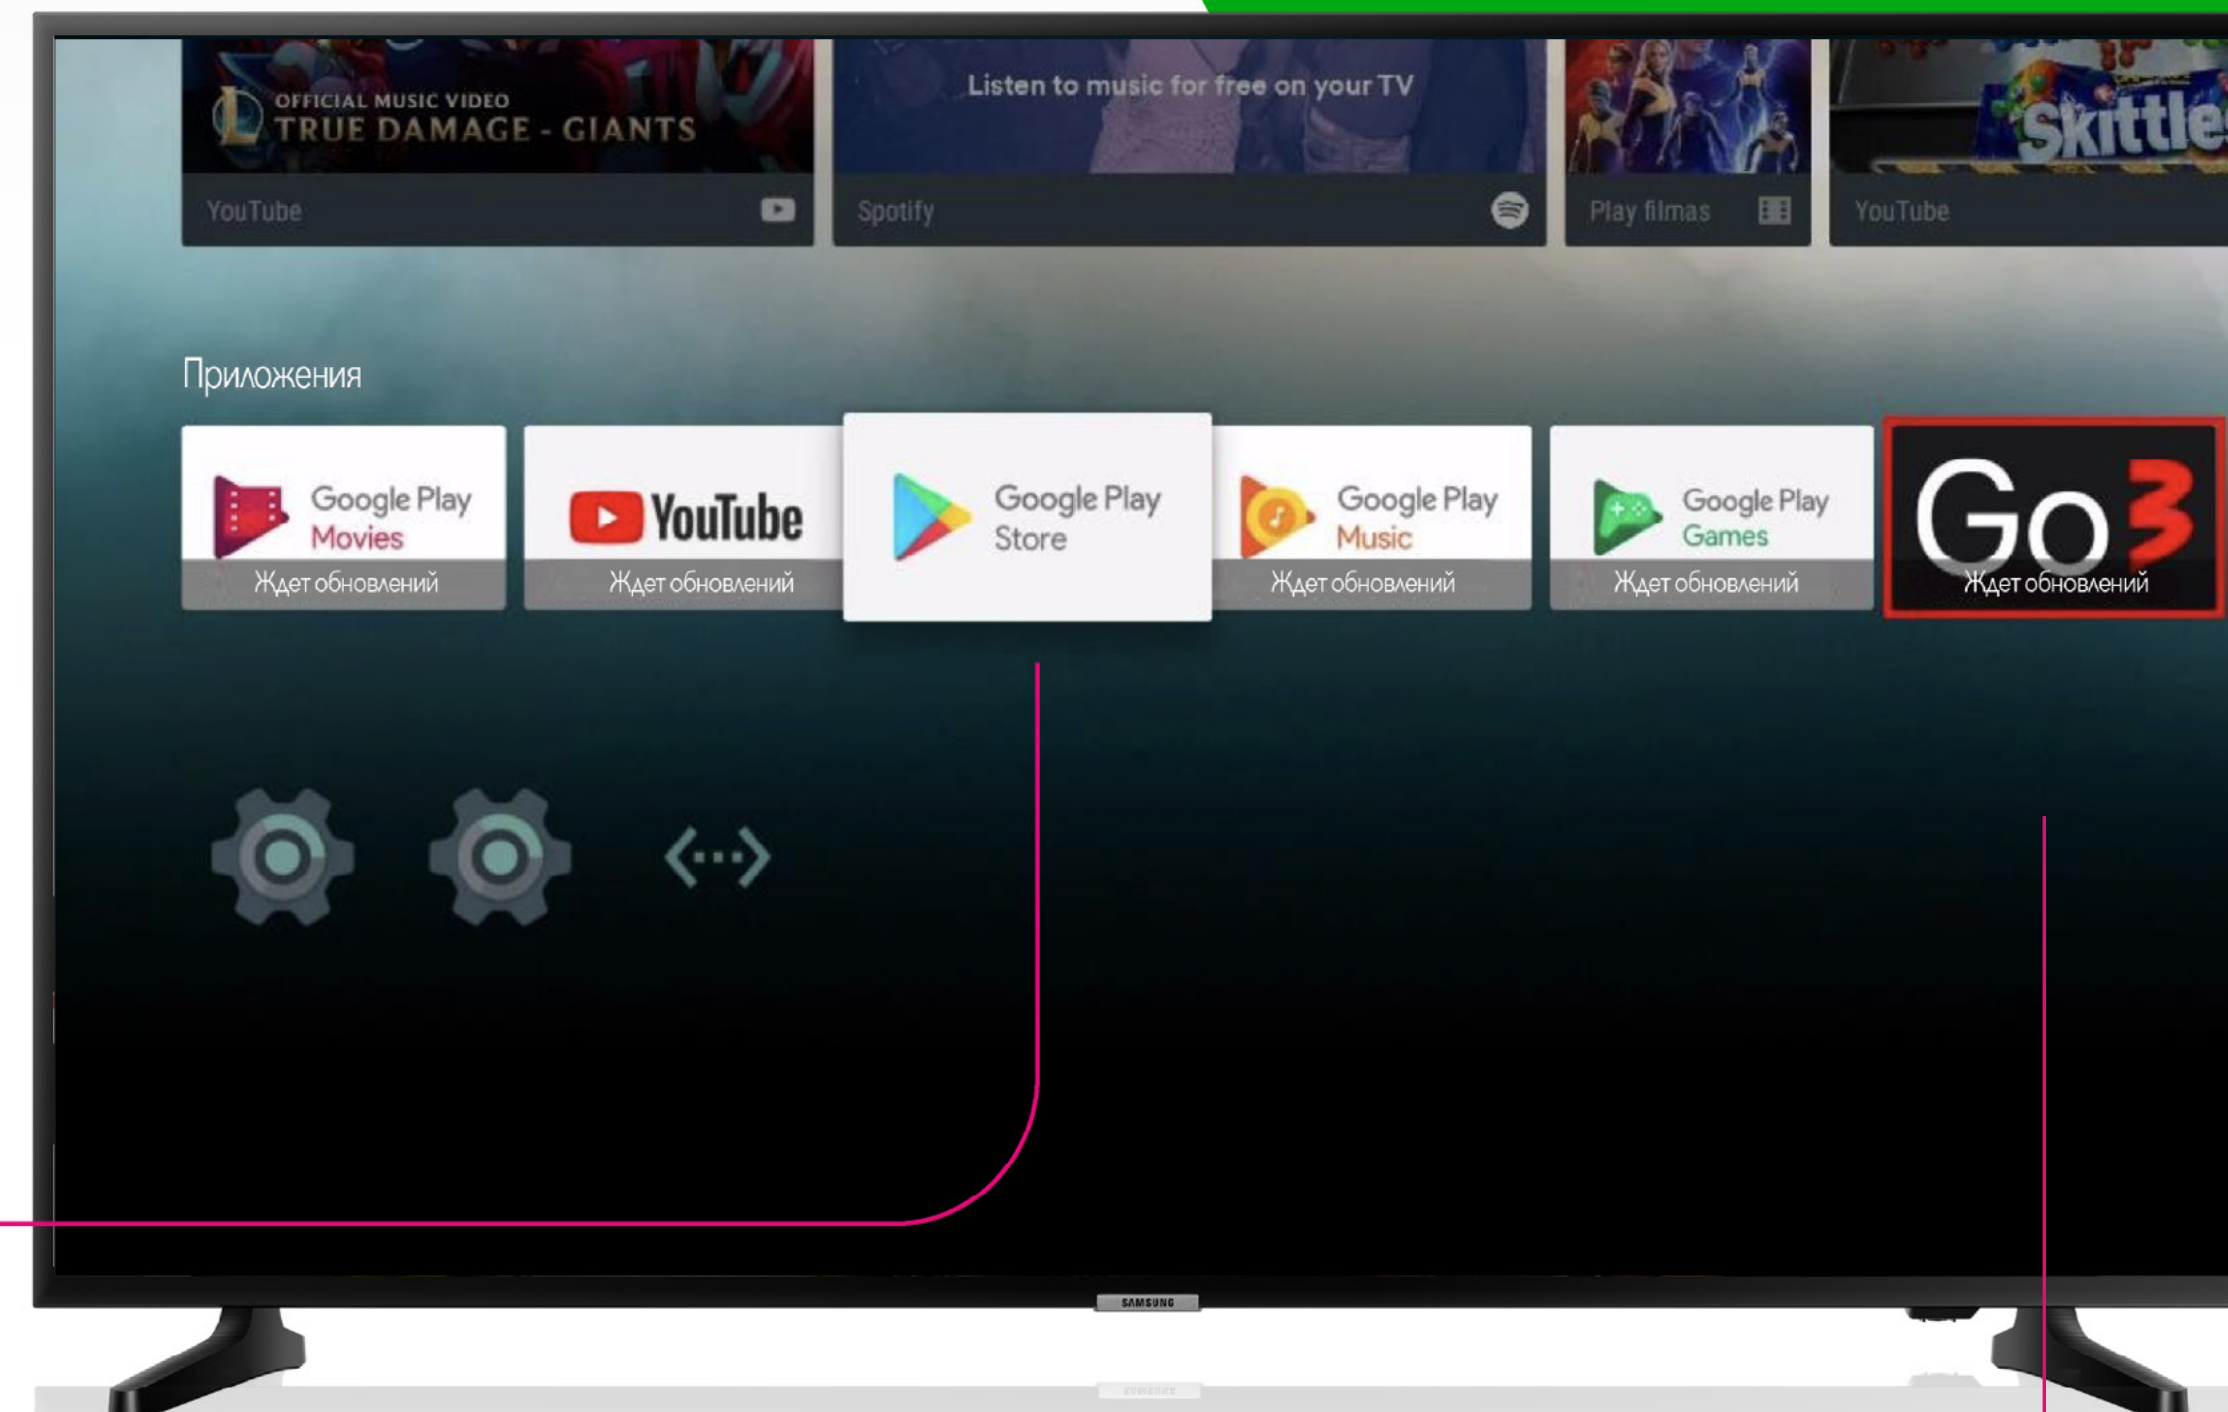 OFFICIAL MUSIC VIDEO
TRUE DAMAGE - GIANTS
Listen to music for free on your TV
Skittles
YouTube
Spotify
Play filmas
YouTube
Приложения
Google Play
Movies
Ждет обновлений
YouTube
Ждет обновлений
Google Play
Store
Google Play
Music
Ждет обновлений
Google Play
Games
Ждет обновлений
Go3
Ждет обновлений
SAMSUNG